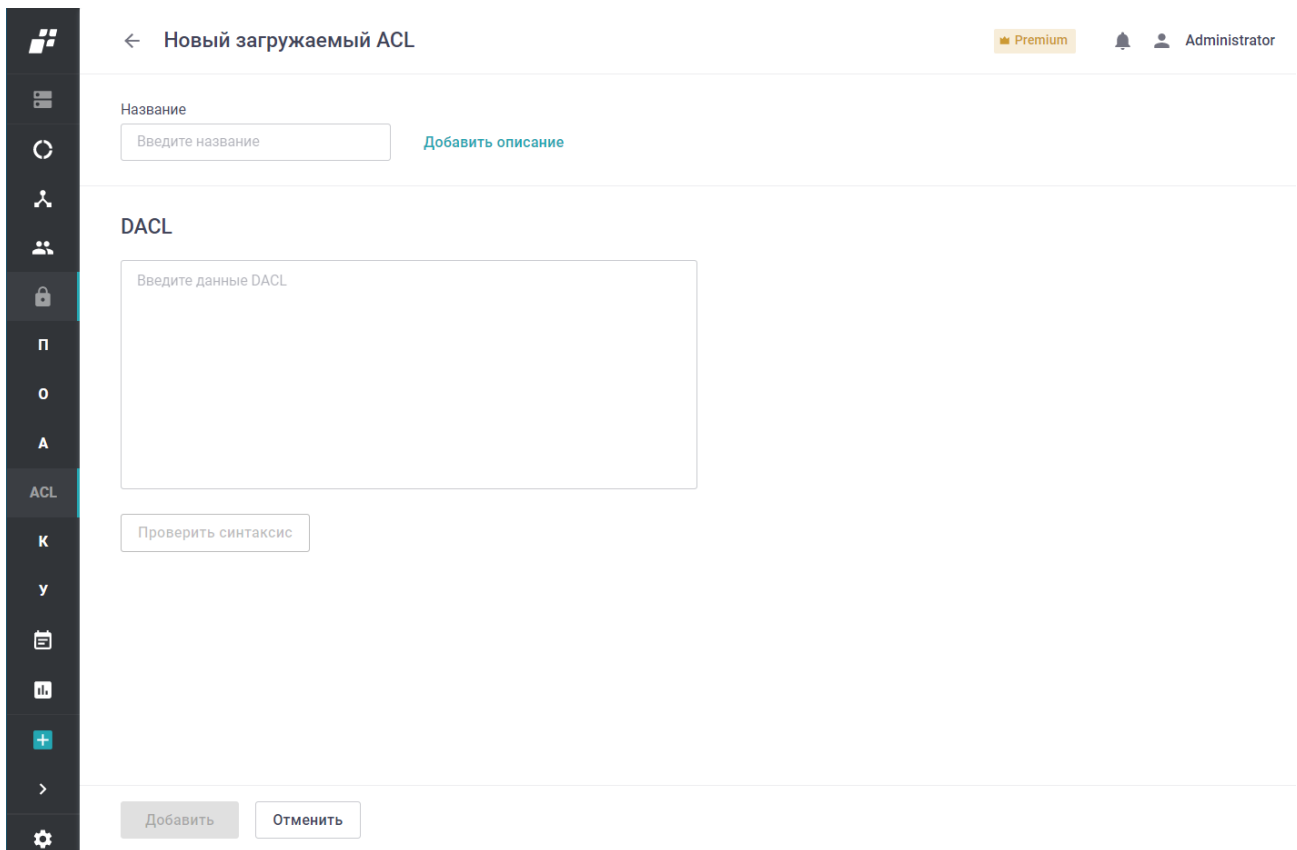 Новый загружаемый ACL
Premium
Administrator
Название
Введите название
Добавить описание
DACL
Введите данные DACL
П
О
А
ACL
К
У
Проверить синтаксис
Добавить
Отменить